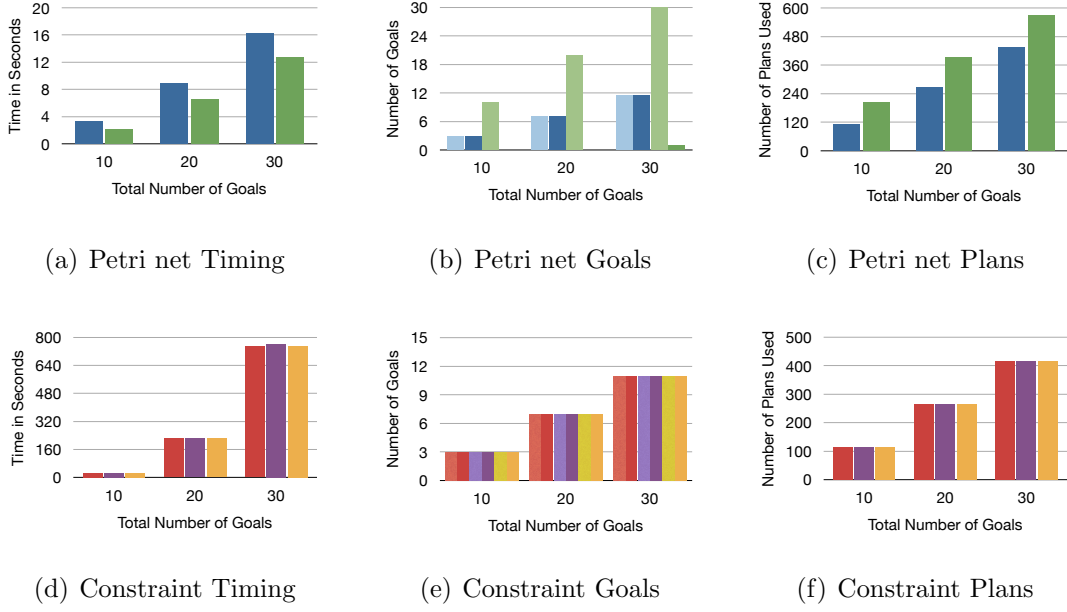 Time in Seconds
20
16
12
8
4
0
10 20 30
Total Number of Goals
(a) Petri net Timing
Number of Goals
30
24
18
12
6
0
10 20 30
Total Number of Goals
(b) Petri net Goals
Number of Plans Used
600
480
360
240
120
0
10 20 30
Total Number of Goals
(c) Petri net Plans
Time in Seconds
800
640
480
320
160
0
10 20 30
Total Number of Goals
(d) Constraint Timing
Number of Goals
15
12
9
6
3
0
10 20 30
Total Number of Goals
(e) Constraint Goals
Number of Plans Used
500
400
300
200
100
0
10 20 30
Total Number of Goals
(f) Constraint Plans